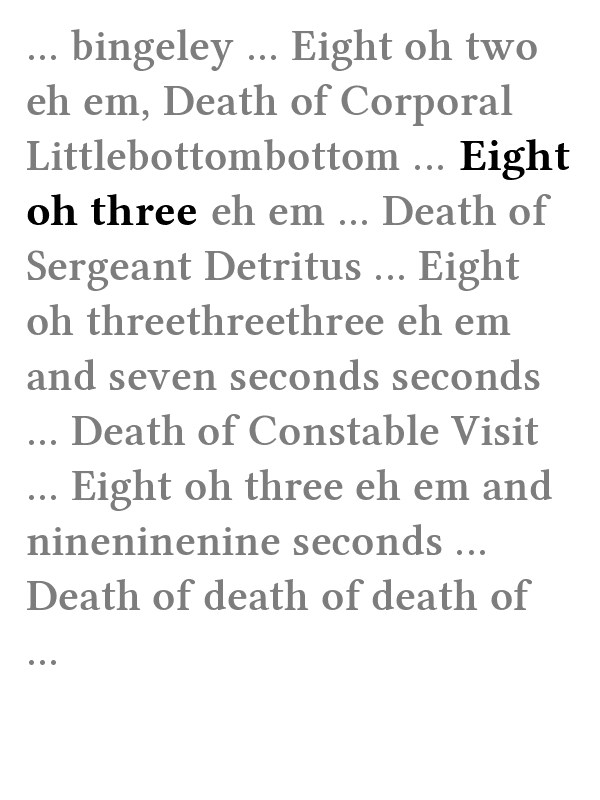 ... bingeley ... Eight oh two
eh em, Death of Corporal
Littlebottombottom ... Eight
oh three eh em ... Death of
Sergeant Detritus ... Eight
oh threethreethree eh em
and seven seconds seconds
... Death of Constable Visit
... Eight oh three eh em and
nineninenine seconds ...
Death of death of death of
...